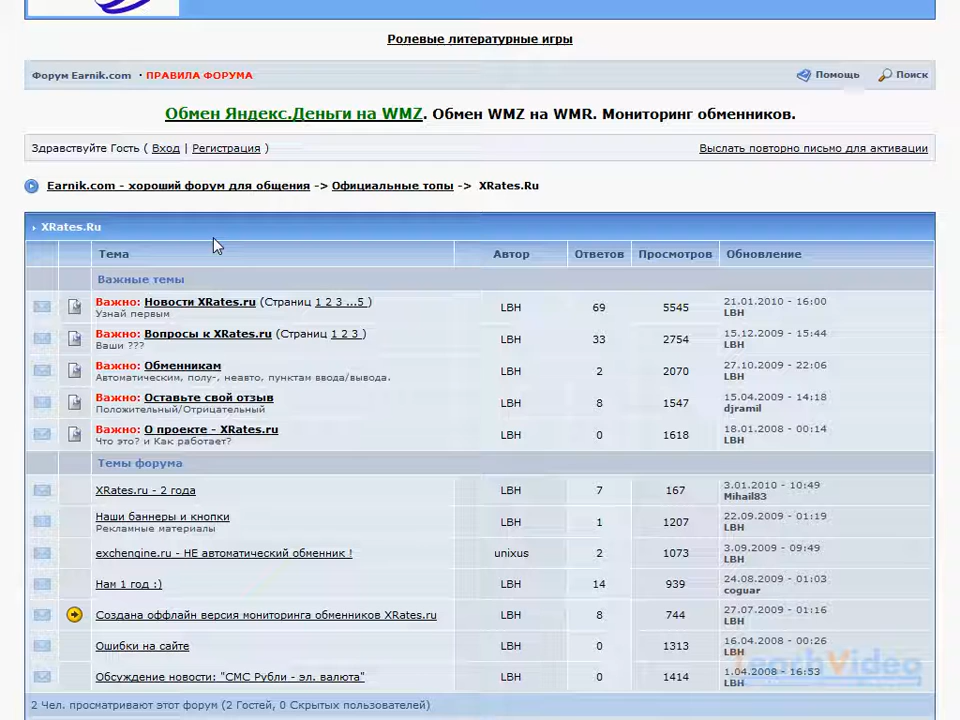 Ролевые литературные игры
Форум Earnik.com · ПРАВИЛА ФОРУМА Помощь Поиск
Обмен Яндекс.Деньги на WMZ. Обмен WMZ на WMR. Мониторинг обменников.
Здравствуйте Гость ( Вход | Регистрация ) Выслать повторно письмо для активации
Earnik.com - хороший форум для общения -> Официальные топы -> XRates.Ru
XRates.Ru
Тема Автор Ответов Просмотров Обновление
Важные темы
Важно: Новости XRates.ru (Страниц 1 2 3 ...5 ) LBH 69 5545 21.01.2010 - 16:00
Узнай первым LBH
Важно: Вопросы к XRates.ru (Страниц 1 2 3 ) LBH 33 2754 15.12.2009 - 15:44
Ваши ??? LBH
Важно: Обменникам LBH 2 2070 27.10.2009 - 22:06
Автоматическим, полу-, неавто, пунктам ввода/вывода. LBH
Важно: Оставьте свой отзыв LBH 8 1547 15.04.2009 - 14:18
Положительный/Отрицательный djramil
Важно: О проекте - XRates.ru LBH 0 1618 18.01.2008 - 00:14
Что это? и Как работает? LBH
Темы форума
XRates.ru - 2 года LBH 7 167 3.01.2010 - 10:49
Mihail83
Наши баннеры и кнопки LBH 1 1207 22.09.2009 - 01:19
Рекламные материалы LBH
exchengine.ru - НЕ автоматический обменник ! unixus 2 1073 3.09.2009 - 09:49
LBH
Нам 1 год :) LBH 14 939 24.08.2009 - 01:03
coguar
Создана оффлайн версия мониторинга обменников XRates.ru LBH 8 744 27.07.2009 - 01:16
LBH
Ошибки на сайте LBH 0 1313 16.04.2008 - 00:26
LBH
Обсуждение новости: "СМС Рубли - эл. валюта" LBH 0 1414 1.04.2008 - 16:53
LBH
TeachVideo
2 Чел. просматривают этот форум (2 Гостей, 0 Скрытых пользователей)